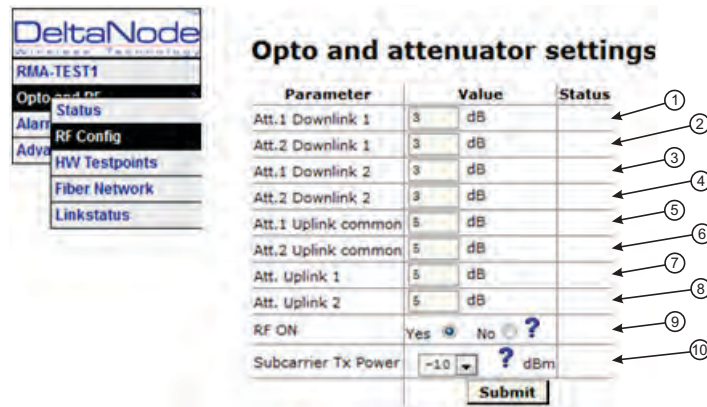 DeltaNode
Wireless Technology
RMA-TEST1
Opto and RF
Status
Alarm
RF Config
Adva
HW Testpoints
Fiber Network
Linkstatus
Opto and attenuator settings
Parameter Value Status
Att.1 Downlink 1 3 dB 1
Att.2 Downlink 1 3 dB 2
Att.1 Downlink 2 3 dB 3
Att.2 Downlink 2 3 dB 4
Att.1 Uplink common 5 dB 5
Att.2 Uplink common 5 dB 6
Att. Uplink 1 5 dB 7
Att. Uplink 2 5 dB 8
RF ON Yes No ? 9
Subcarrier Tx Power -10 ? dBm 10
Submit